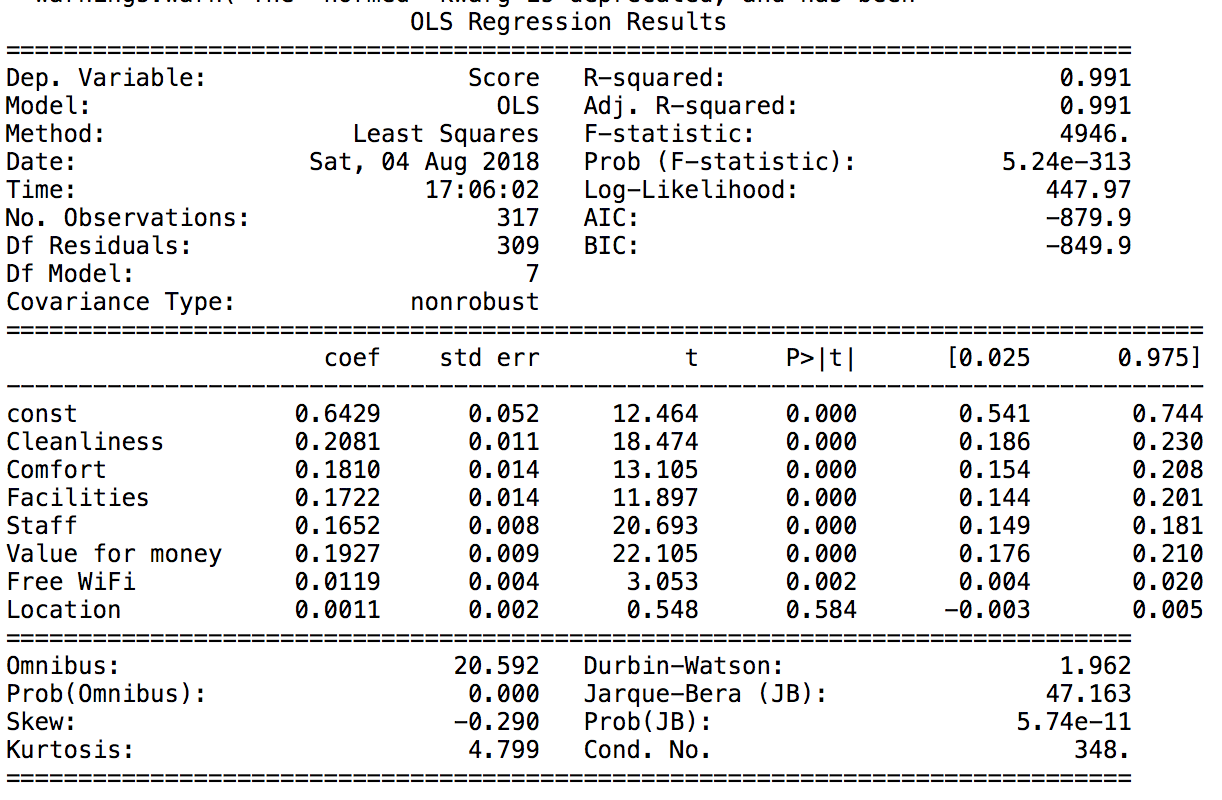 warnings.warn("The 'normed' kwarg is deprecated, and has been
OLS Regression Results
==============================================================================
Dep. Variable: Score R-squared: 0.991
Model: OLS Adj. R-squared: 0.991
Method: Least Squares F-statistic: 4946.
Date: Sat, 04 Aug 2018 Prob (F-statistic): 5.24e-313
Time: 17:06:02 Log-Likelihood: 447.97
No. Observations: 317 AIC: -879.9
Df Residuals: 309 BIC: -849.9
Df Model: 7
Covariance Type: nonrobust
===================================================================================
coef std err t P>|t| [0.025 0.975]
-----------------------------------------------------------------------------------
const 0.6429 0.052 12.464 0.000 0.541 0.744
Cleanliness 0.2081 0.011 18.474 0.000 0.186 0.230
Comfort 0.1810 0.014 13.105 0.000 0.154 0.208
Facilities 0.1722 0.014 11.897 0.000 0.144 0.201
Staff 0.1652 0.008 20.693 0.000 0.149 0.181
Value for money 0.1927 0.009 22.105 0.000 0.176 0.210
Free WiFi 0.0119 0.004 3.053 0.002 0.004 0.020
Location 0.0011 0.002 0.548 0.584 -0.003 0.005
==============================================================================
Omnibus: 20.592 Durbin-Watson: 1.962
Prob(Omnibus): 0.000 Jarque-Bera (JB): 47.163
Skew: -0.290 Prob(JB): 5.74e-11
Kurtosis: 4.799 Cond. No. 348.
==============================================================================